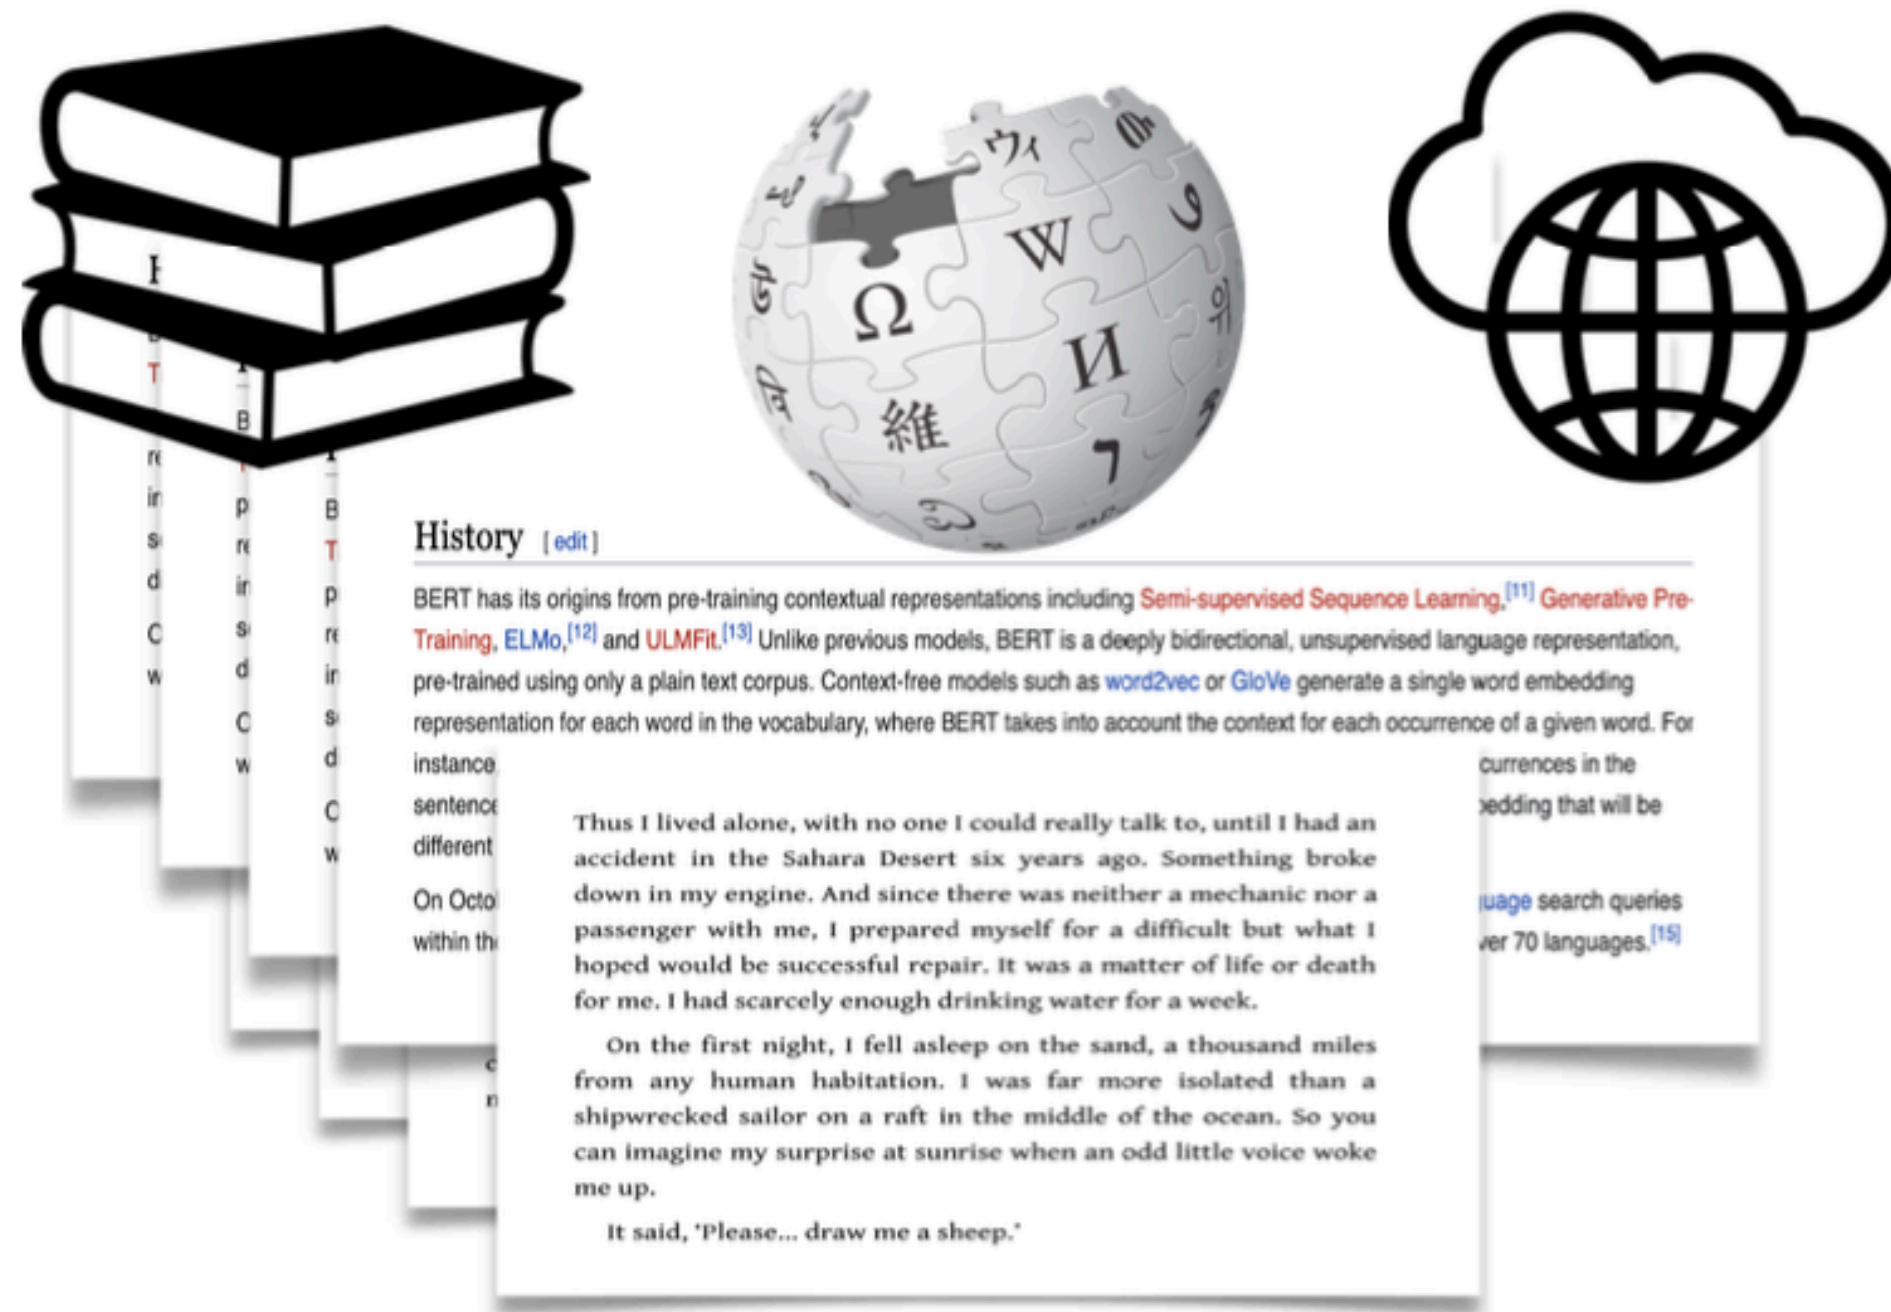 ウィ
W
Ω
И
維
History [ edit ]
BERT has its origins from pre-training contextual representations including Semi-supervised Sequence Learning,[11] Generative Pre-
Training, ELMo,[12] and ULMFit.[13] Unlike previous models, BERT is a deeply bidirectional, unsupervised language representation,
pre-trained using only a plain text corpus. Context-free models such as word2vec or GloVe generate a single word embedding
representation for each word in the vocabulary, where BERT takes into account the context for each occurrence of a given word. For
instance
currences in the
sentence
edding that will be
different
On Octo
uage search queries
within the
ver 70 languages.[15]
Thus I lived alone, with no one I could really talk to, until I had an
accident in the Sahara Desert six years ago. Something broke
down in my engine. And since there was neither a mechanic nor a
passenger with me, I prepared myself for a difficult but what I
hoped would be successful repair. It was a matter of life or death
for me. I had scarcely enough drinking water for a week.
On the first night, I fell asleep on the sand, a thousand miles
from any human habitation. I was far more isolated than a
shipwrecked sailor on a raft in the middle of the ocean. So you
can imagine my surprise at sunrise when an odd little voice woke
me up.
It said, 'Please... draw me a sheep.'